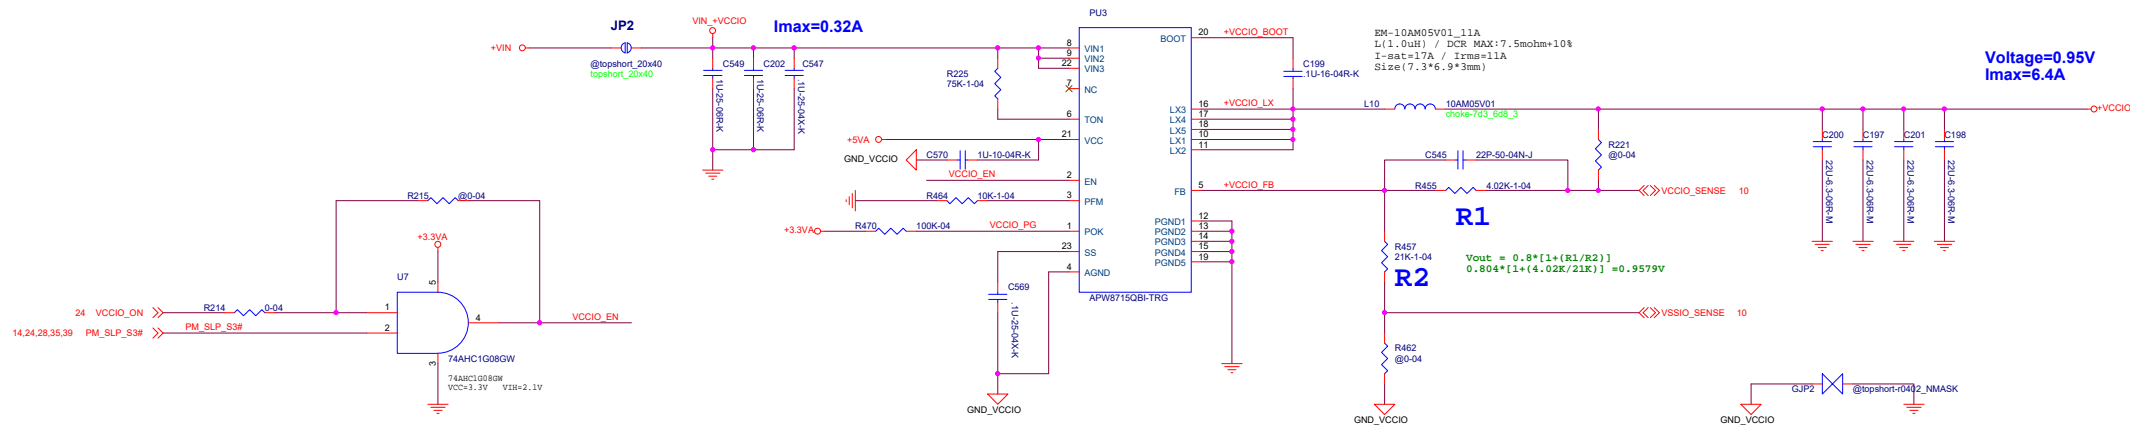 PU3
JP2
VIN_+VCCIO
Imax=0.32A
+VIN
@topshort_20x40
topshort_20x40
C549
1U-25-06R-K
C202
1U-25-06R-K
C547
.1U-25-04X-K
R225
75K-1-04
8
9
22
7
6
21
2
3
1
23
4
VIN1
VIN2
VIN3
NC
TON
VCC
EN
PFM
POK
SS
AGND
BOOT
LX3
LX4
LX5
LX1
LX2
FB
PGND1
PGND2
PGND3
PGND4
PGND5
APW8715QBI-TRG
20
16
17
18
10
11
5
12
13
14
15
19
+VCCIO_BOOT
C199
.1U-16-04R-K
EM-10AM05V01_11A
L(1.0uH) / DCR MAX:7.5mohm+10%
I-sat=17A / Irms=11A
Size(7.3*6.9*3mm)
Voltage=0.95V
Imax=6.4A
+VCCIO_LX
L10
10AM05V01
choke-7d3_6d8_3
+VCCIO
R221
@0-04
C200
22U-6.3-06R-M
C197
22U-6.3-06R-M
C201
22U-6.3-06R-M
C198
22U-6.3-06R-M
+5VA
GND_VCCIO
C570
1U-10-04R-K
VCCIO_EN
R464
10K-1-04
+3.3VA
R470
100K-04
VCCIO_PG
C569
.1U-25-04X-K
GND_VCCIO
+VCCIO_FB
C545
22P-50-04N-J
R455
4.02K-1-04
R1
VCCIO_SENSE 10
R457
21K-1-04
R2
Vout = 0.8*[1+(R1/R2)]
0.804*[1+(4.02K/21K)] =0.9579V
VSSIO_SENSE 10
R462
@0-04
GND_VCCIO
GJP2
@topshort-r0402_NMASK
GND_VCCIO
R215
@0-04
+3.3VA
U7
5
24 VCCIO_ON
R214
0-04
1
14,24,28,35,39 PM_SLP_S3#
PM_SLP_S3#
2
4
VCCIO_EN
3
74AHC1G08GW
74AHC1G08GW
VCC=3.3V VIH=2.1V